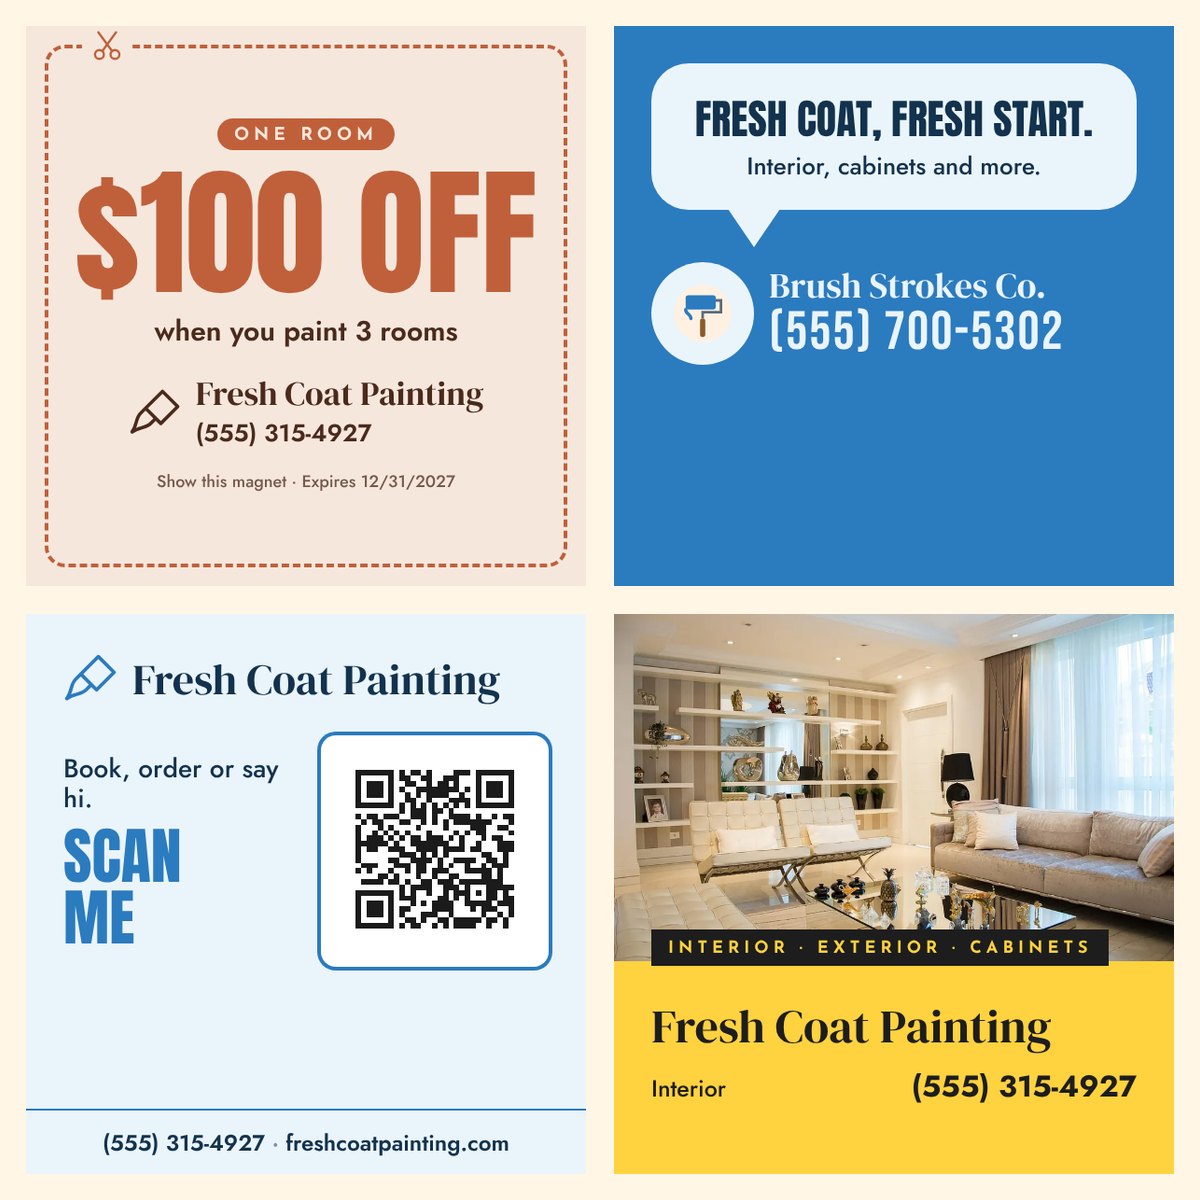 ONE ROOM
$100 OFF
when you paint 3 rooms
Fresh Coat Painting
(555) 315-4927
Show this magnet · Expires 12/31/2027
FRESH COAT, FRESH START.
Interior, cabinets and more.
Brush Strokes Co.
(555) 700-5302
Fresh Coat Painting
Book, order or say
hi.
SCAN
ME
(555) 315-4927 · freshcoatpainting.com
INTERIOR · EXTERIOR · CABINETS
Fresh Coat Painting
Interior
(555) 315-4927